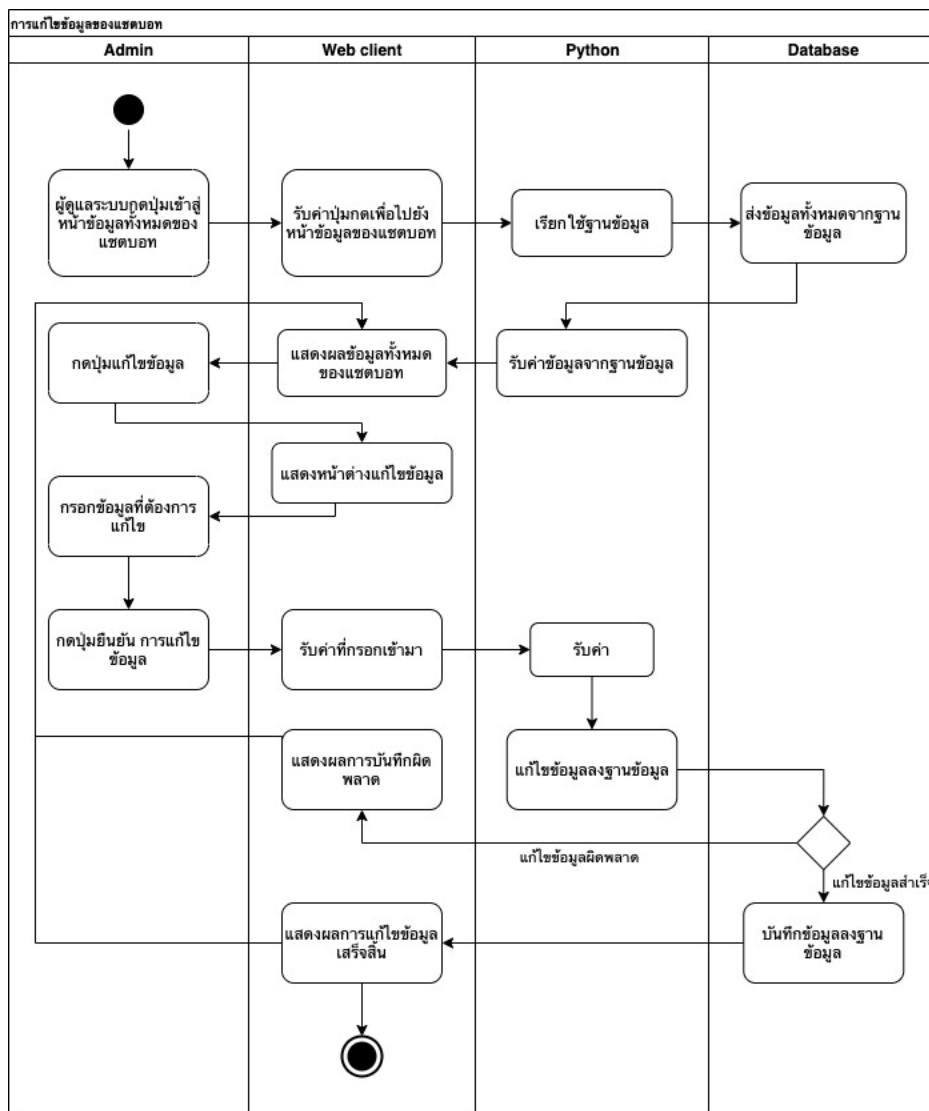 การแก้ไขข้อมูลของแชตบอท
Admin
Web client
Python
Database
ผู้ดูแลระบบกดปุ่มเข้าสู่
หน้าข้อมูลทั้งหมดของ
แชตบอท
รับค่าปุ่มกดเพื่อไปยัง
หน้าข้อมูลของแชตบอท
เรียกใช้ฐานข้อมูล
ส่งข้อมูลทั้งหมดจากฐาน
ข้อมูล
กดปุ่มแก้ไขข้อมูล
แสดงผลข้อมูลทั้งหมด
ของแชตบอท
รับค่าข้อมูลจากฐานข้อมูล
แสดงหน้าต่างแก้ไขข้อมูล
กรอกข้อมูลที่ต้องการ
แก้ไข
กดปุ่มยืนยัน การแก้ไข
ข้อมูล
รับค่าที่กรอกเข้ามา
รับค่า
แสดงผลการบันทึกผิด
พลาด
แก้ไขข้อมูลลงฐานข้อมูล
แก้ไขข้อมูลผิดพลาด
แก้ไขข้อมูลสำเร็จ
แสดงผลการแก้ไขข้อมูล
เสร็จสิ้น
บันทึกข้อมูลลงฐาน
ข้อมูล